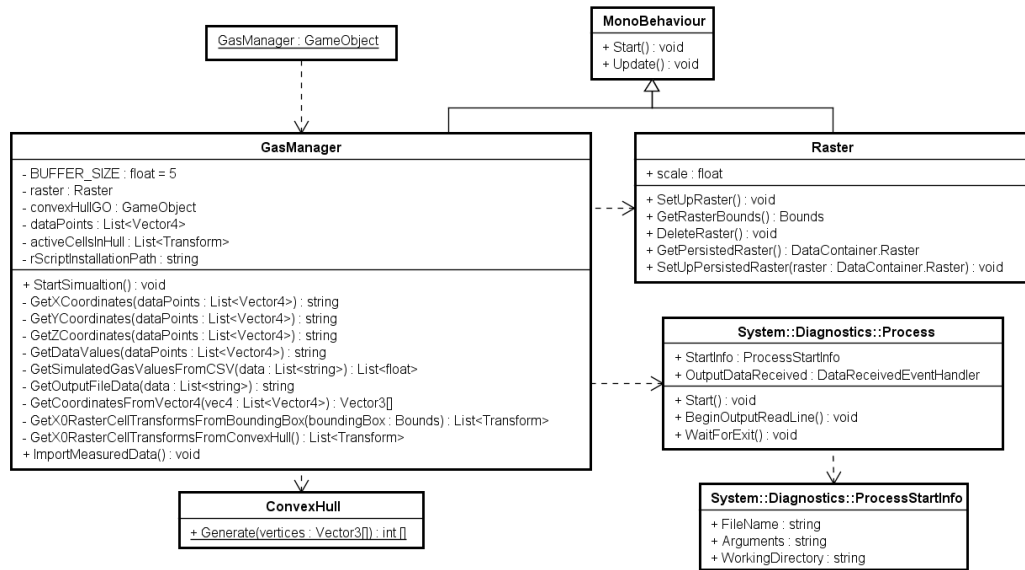 GasManager : GameObject
MonoBehaviour
+ Start() : void
+ Update() : void
GasManager
- BUFFER_SIZE : float = 5
- raster : Raster
- convexHullGO : GameObject
- dataPoints : List<Vector4>
- activeCellsInHull : List<Transform>
- rScriptInstallationPath : string
+ StartSimualtion() : void
- GetXCoordinates(dataPoints : List<Vector4>) : string
- GetYCoordinates(dataPoints : List<Vector4>) : string
- GetZCoordinates(dataPoints : List<Vector4>) : string
- GetDataValues(dataPoints : List<Vector4>) : string
- GetSimulatedGasValuesFromCSV(data : List<string>) : List<float>
- GetOutputFileData(data : List<string>) : string
- GetCoordinatesFromVector4(vec4 : List<Vector4>) : Vector3[]
- GetX0RasterCellTransformsFromBoundingBox(boundingBox : Bounds) : List<Transform>
- GetX0RasterCellTransformsFromConvexHull() : List<Transform>
+ ImportMeasuredData() : void
Raster
+ scale : float
+ SetUpRaster() : void
+ GetRasterBounds() : Bounds
+ DeleteRaster() : void
+ GetPersistedRaster() : DataContainer.Raster
+ SetUpPersistedRaster(raster : DataContainer.Raster) : void
System::Diagnostics::Process
+ StartInfo : ProcessStartInfo
+ OutputDataReceived : DataReceivedEventHandler
+ Start() : void
+ BeginOutputReadLine() : void
+ WaitForExit() : void
ConvexHull
+ Generate(vertices : Vector3[]) : int []
System::Diagnostics::ProcessStartInfo
+ FileName : string
+ Arguments : string
+ WorkingDirectory : string